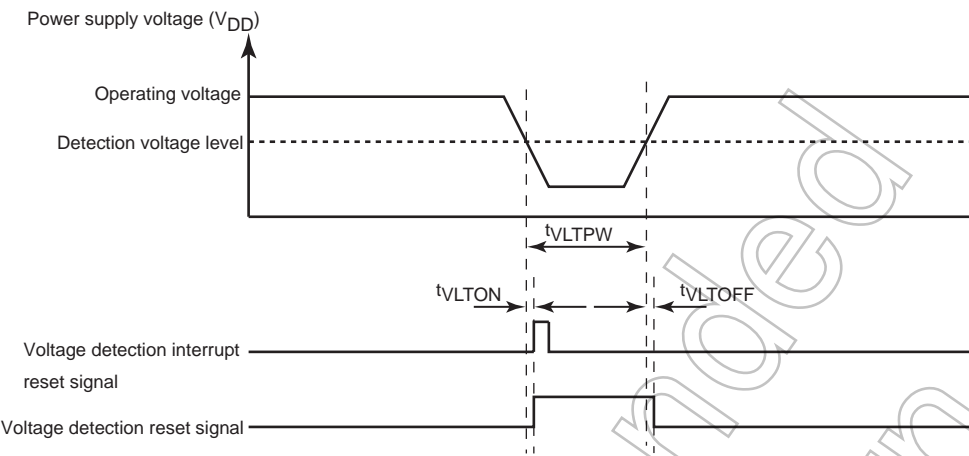 Power supply voltage (VDD)
Operating voltage
Detection voltage level
tVLTPW
tVLTON
tVLTOFF
Voltage detection interrupt
reset signal
Voltage detection reset signal